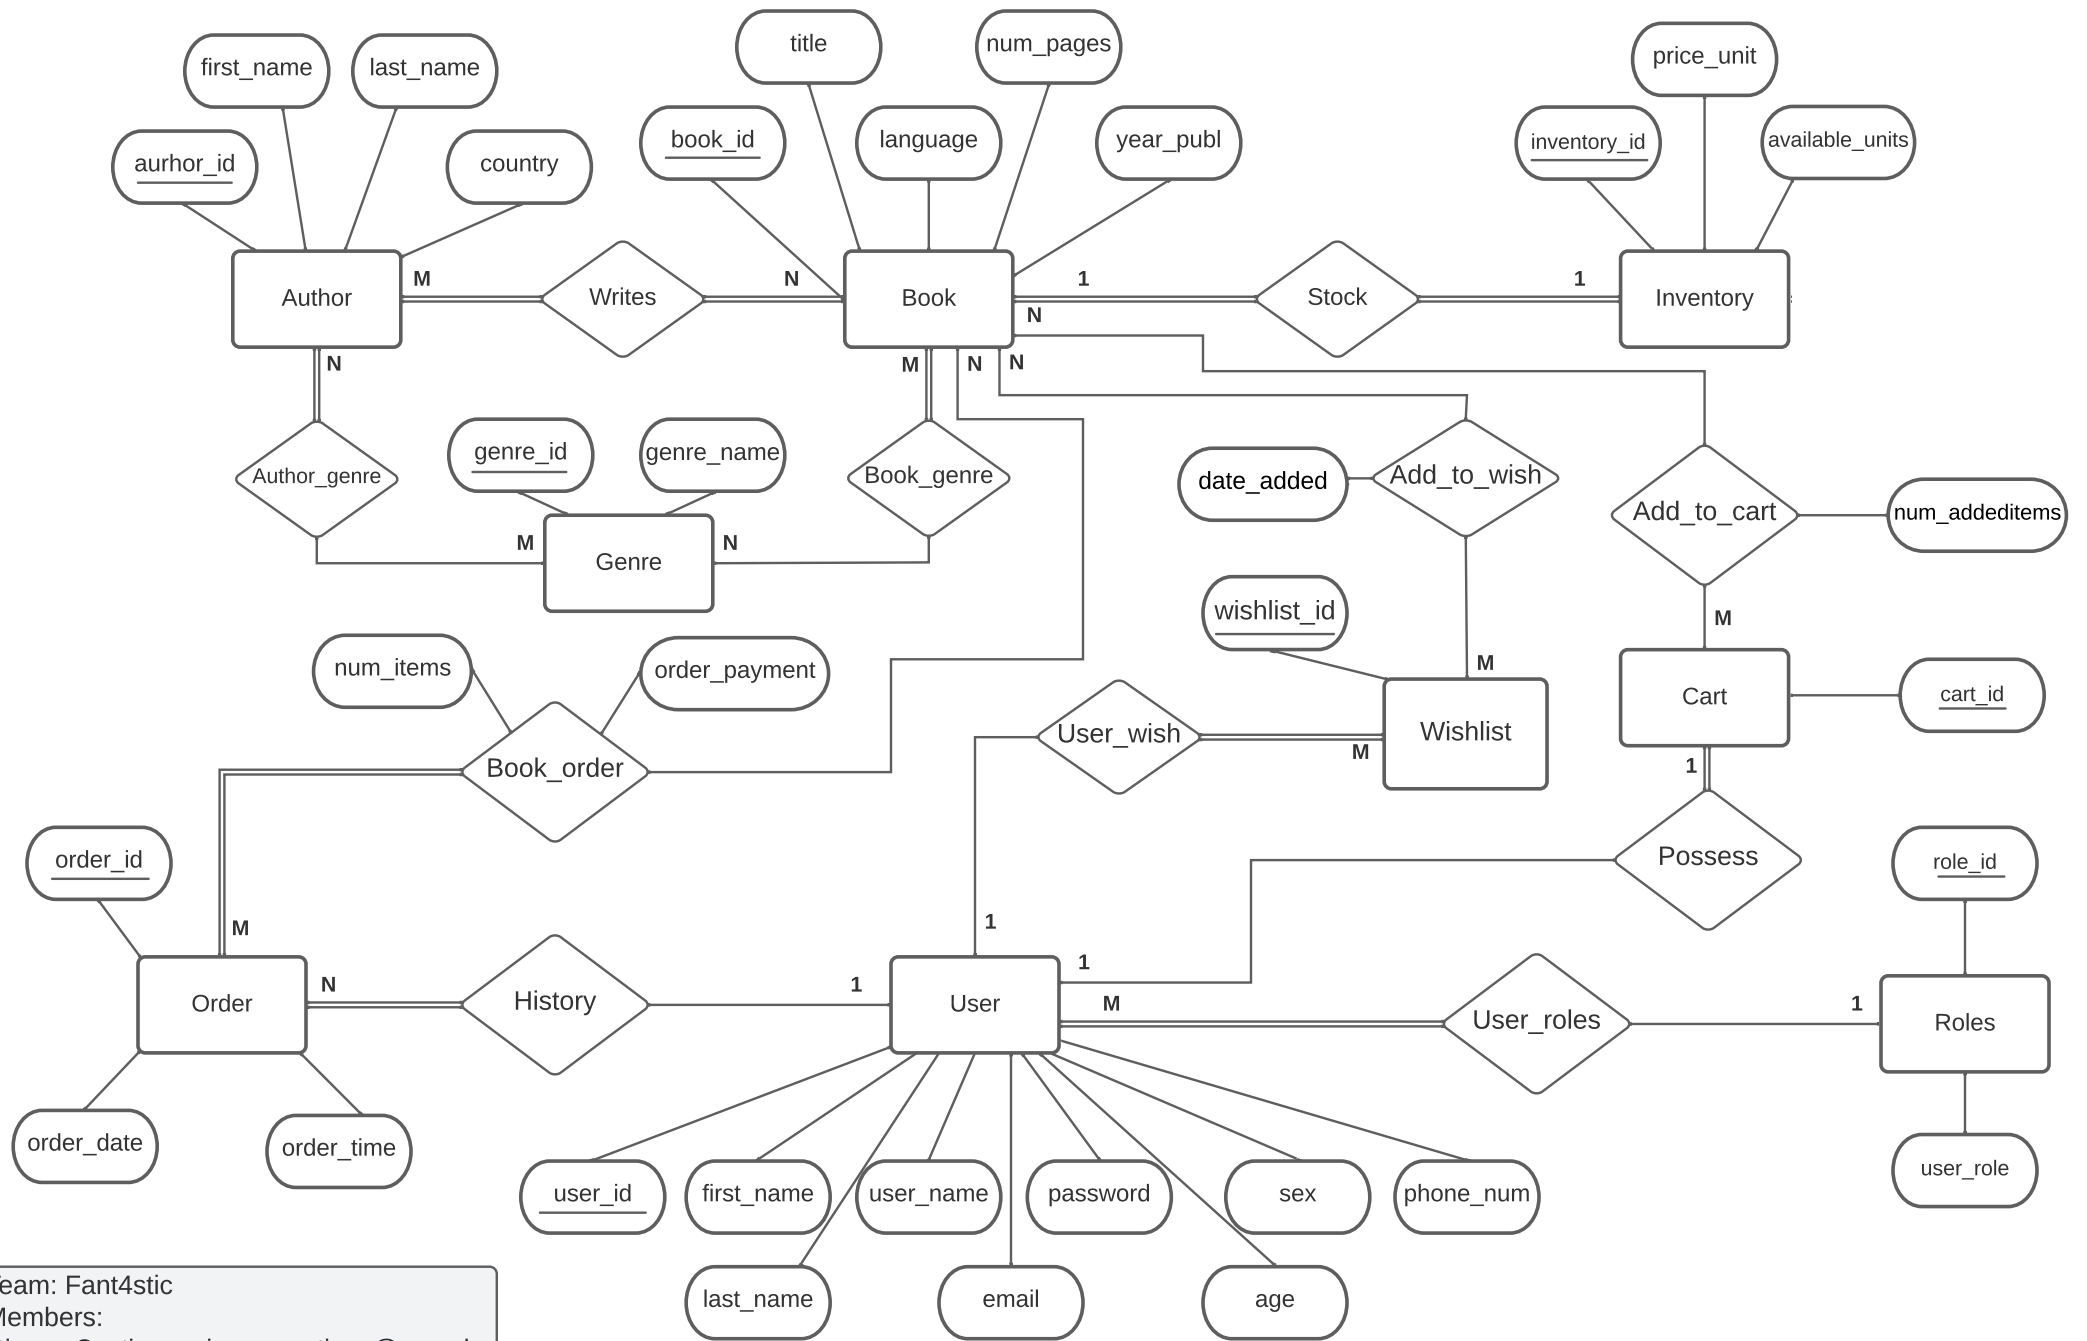 title
num_pages
price_unit
first_name
last_name
book_id
language
year_publ
inventory_id
available_units
aurhor_id
country
Author
M
Writes
N
Book
1
Stock
1
Inventory
N
N
M
N
N
Author_genre
genre_id
genre_name
Book_genre
date_added
Add_to_wish
Add_to_cart
num_addeditems
M
Genre
N
wishlist_id
M
num_items
order_payment
M
Cart
cart_id
Book_order
User_wish
M
Wishlist
1
order_id
Possess
role_id
M
1
Order
N
History
1
User
1
M
User_roles
1
Roles
order_date
order_time
user_id
first_name
user_name
password
sex
phone_num
user_role
last_name
email
age
eam: Fant4stic
Members: